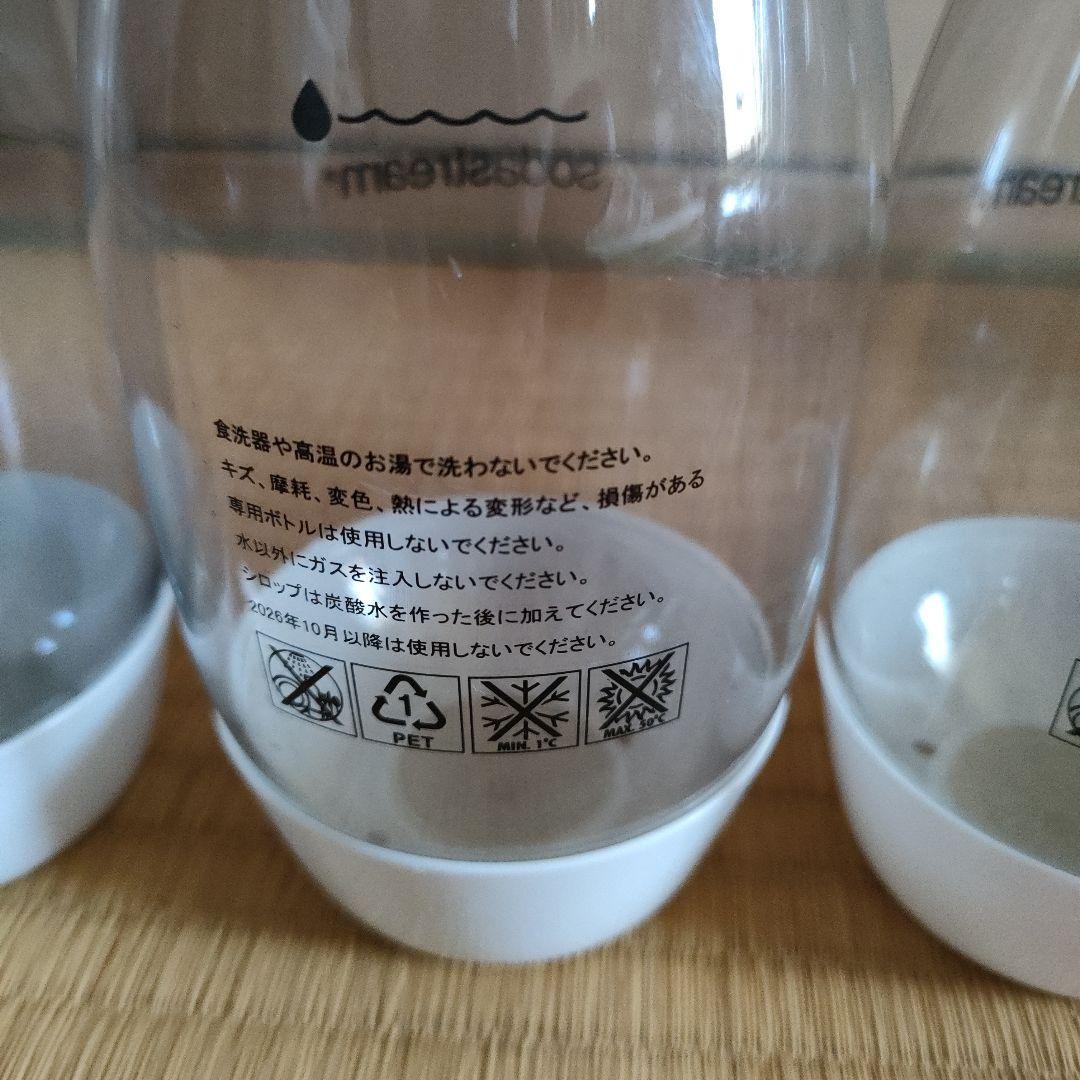 sodastream
食洗器や高温のお湯で洗わないでください。
キズ、摩耗、変色、熱による変形など、損傷がある
専用ボトルは使用しないでください。
水以外にガスを注入しないでください。
シロップは炭酸水を作った後に加えてください。
2026年10月以降は使用しないでください。
1
PET
MIN. 1℃
MAX. 50℃